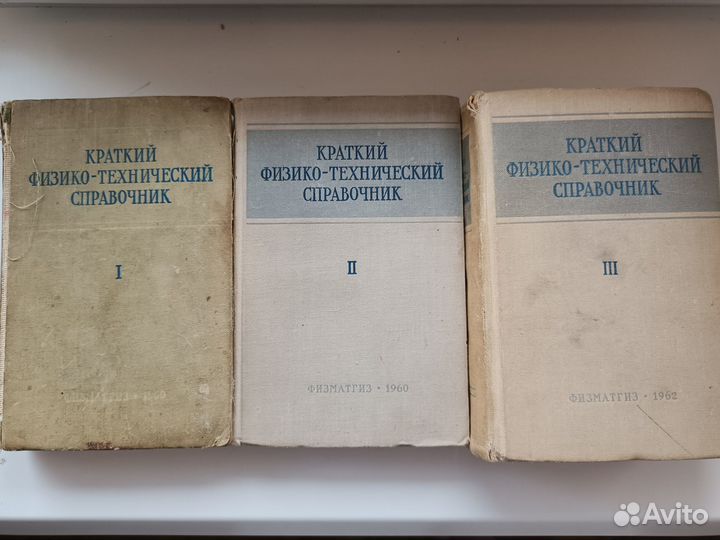 КРАТКИЙ
ФИЗИКО-ТЕХНИЧЕСКИЙ
СПРАВОЧНИК
I
ФИЗМАТГИЗ
КРАТКИЙ
ФИЗИКО-ТЕХНИЧЕСКИЙ
СПРАВОЧНИК
II
ФИЗМАТГИЗ • 1960
КРАТКИЙ
ФИЗИКО-ТЕХНИЧЕСКИЙ
СПРАВОЧНИК
III
ФИЗМАТГИЗ • 1962
Avito